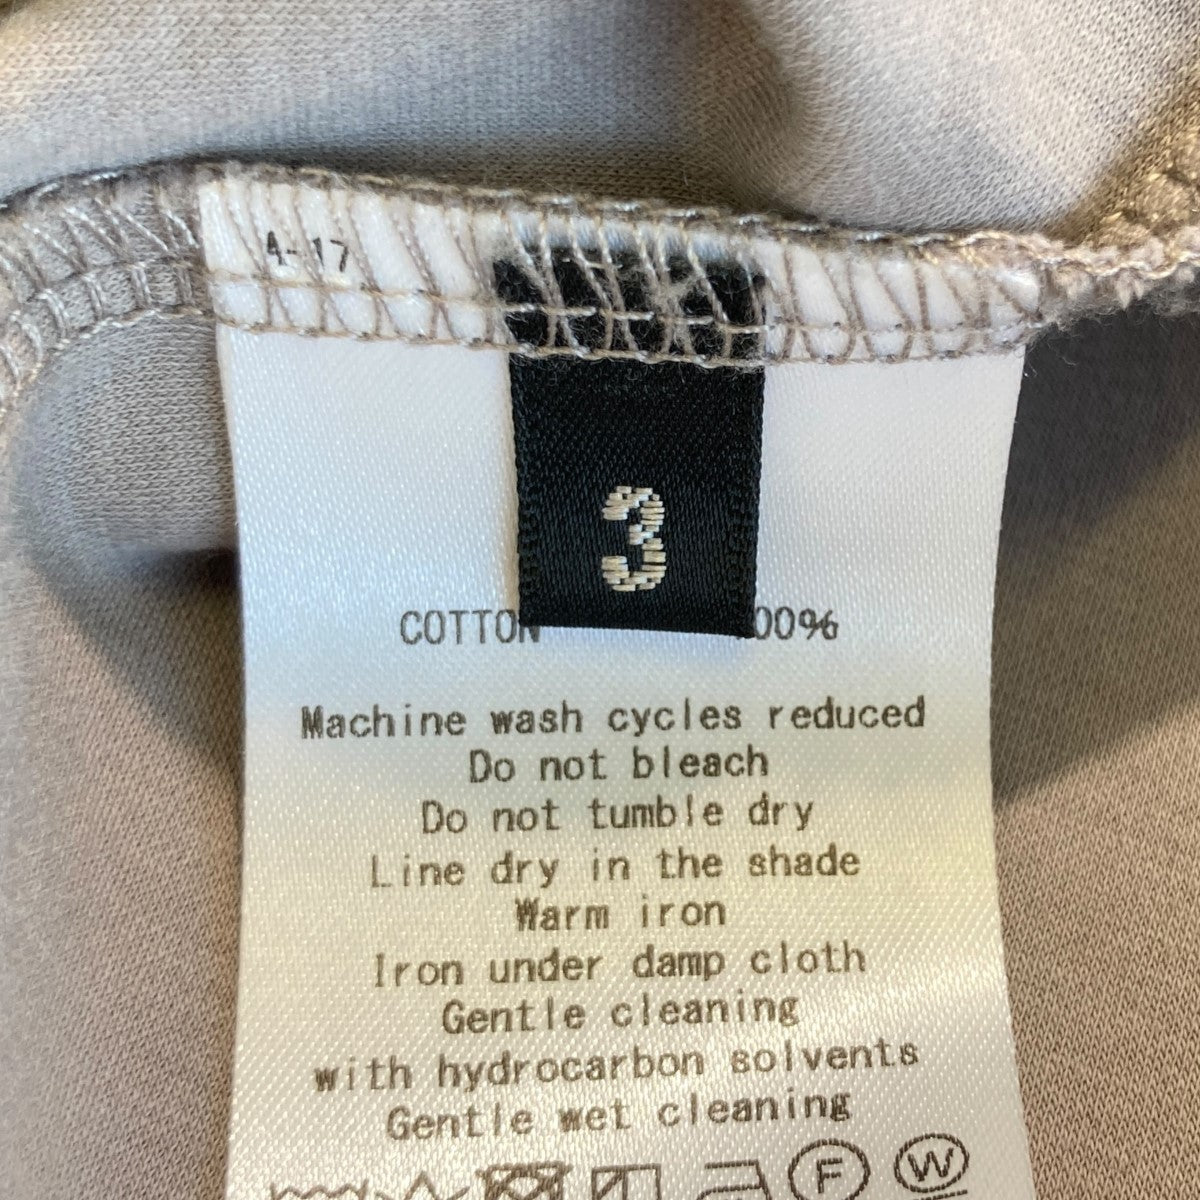 4-17
3
COTTON 100%
Machine wash cycles reduced
Do not bleach
Do not tumble dry
Line dry in the shade
Warm iron
Iron under damp cloth
Gentle cleaning
with hydrocarbon solvents
Gentle wet cleaning
F W